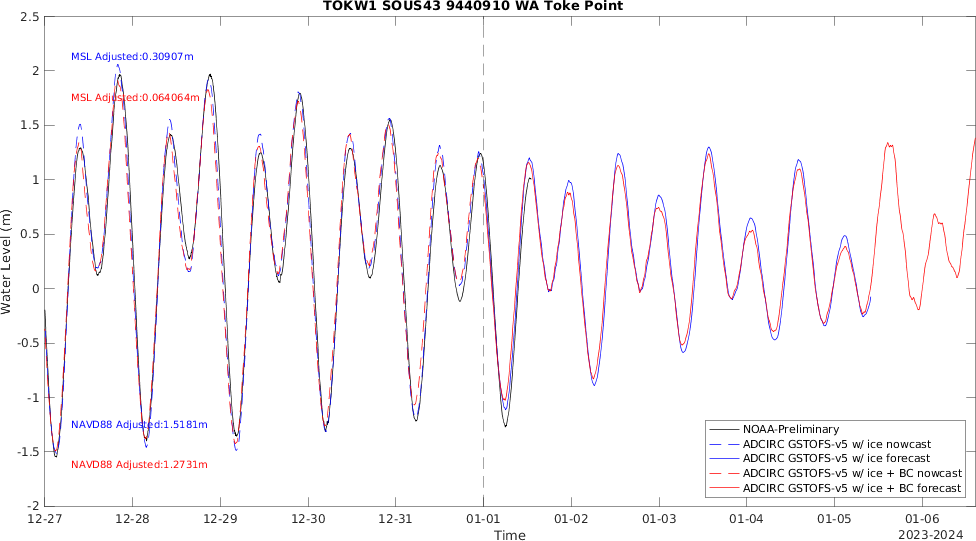 TOKW1 SOUS43 9440910 WA Toke Point
2.5
2
1.5
1
0.5
0
-0.5
-1
-1.5
-2
Water Level (m)
MSL Adjusted:0.30907m
MSL Adjusted:0.064064m
NAVD88 Adjusted:1.5181m
NAVD88 Adjusted:1.2731m
NOAA-Preliminary
ADCIRC GSTOFS-v5 w/ ice nowcast
ADCIRC GSTOFS-v5 w/ ice forecast
ADCIRC GSTOFS-v5 w/ ice + BC nowcast
ADCIRC GSTOFS-v5 w/ ice + BC forecast
12-27 12-28 12-29 12-30 12-31 01-01 01-02 01-03 01-04 01-05 01-06
Time
2023-2024